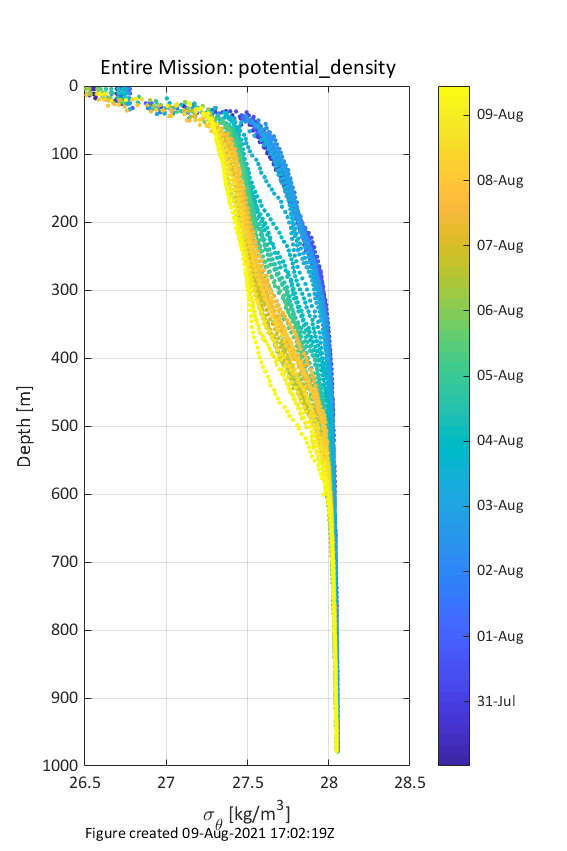 Entire Mission: potential_density
0
100
200
300
400
500
600
700
800
900
1000
Depth [m]
26.5 27 27.5 28 28.5
σθ [kg/m³]
09-Aug
08-Aug
07-Aug
06-Aug
05-Aug
04-Aug
03-Aug
02-Aug
01-Aug
31-Jul
Figure created 09-Aug-2021 17:02:19Z